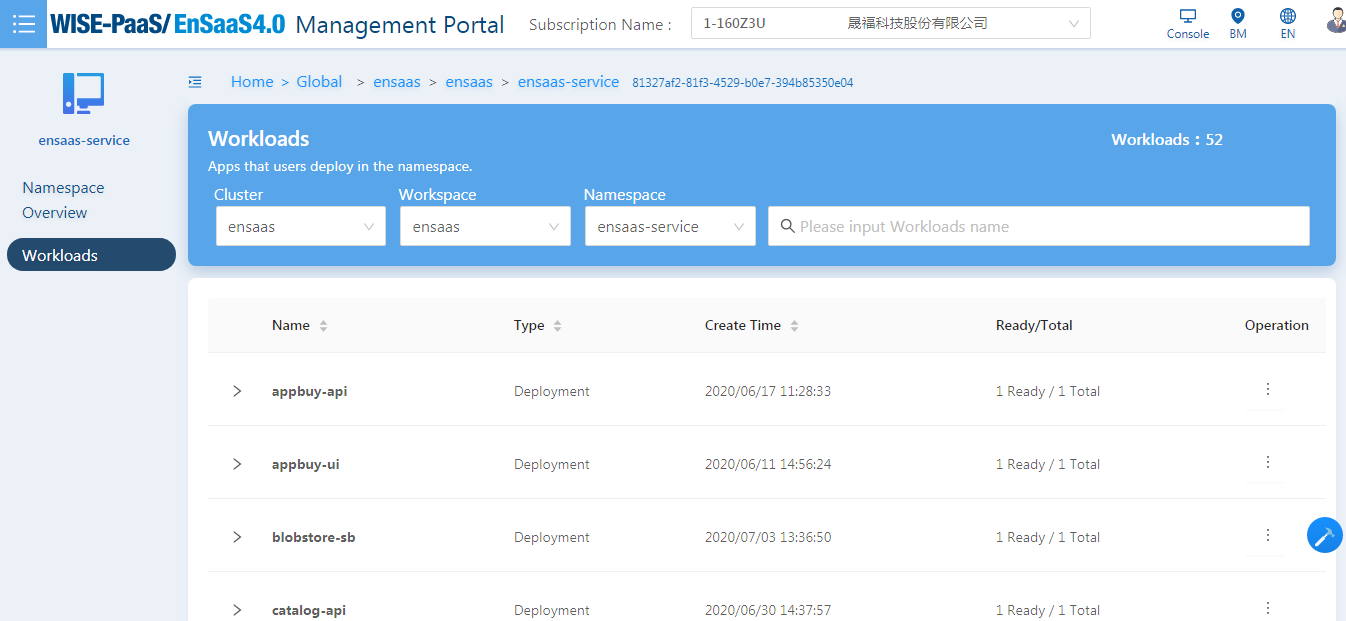 WISE-PaaS/ EnSaaS4.0 Management Portal Subscription Name : 1-160Z3U 晟福科技股份有限公司 Console BM EN
Home > Global > ensaas > ensaas > ensaas-service 81327af2-81f3-4529-b0e7-394b85350e04
ensaas-service
Namespace Overview
Workloads
Workloads Workloads : 52
Apps that users deploy in the namespace.
Cluster Workspace Namespace
ensaas ensaas ensaas-service Please input Workloads name
Name Type Create Time Ready/Total Operation
appbuy-api Deployment 2020/06/17 11:28:33 1 Ready / 1 Total
appbuy-ui Deployment 2020/06/11 14:56:24 1 Ready / 1 Total
blobstore-sb Deployment 2020/07/03 13:36:50 1 Ready / 1 Total
catalog-api Deployment 2020/06/30 14:37:57 1 Ready / 1 Total